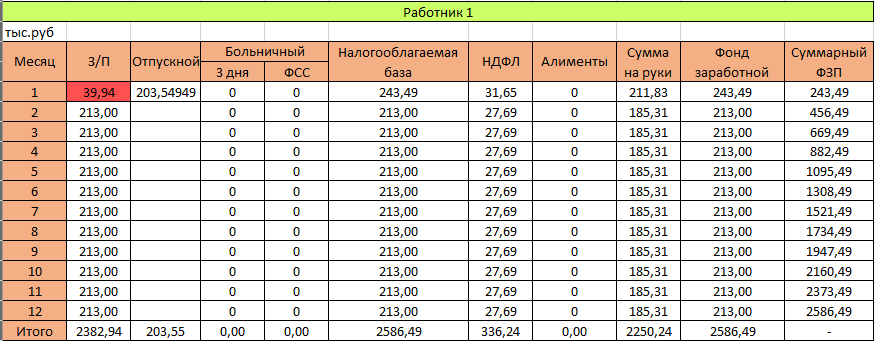 Работник 1
тыс.руб
Месяц З/П Отпускной Больничный 3 дня ФСС Налогооблагаемая база НДФЛ Алименты Сумма на руки Фонд заработной Суммарный ФЗП
1 39,94 203,54949 0 0 243,49 31,65 0 211,83 243,49 243,49
2 213,00 0 0 213,00 27,69 0 185,31 213,00 456,49
3 213,00 0 0 213,00 27,69 0 185,31 213,00 669,49
4 213,00 0 0 213,00 27,69 0 185,31 213,00 882,49
5 213,00 0 0 213,00 27,69 0 185,31 213,00 1095,49
6 213,00 0 0 213,00 27,69 0 185,31 213,00 1308,49
7 213,00 0 0 213,00 27,69 0 185,31 213,00 1521,49
8 213,00 0 0 213,00 27,69 0 185,31 213,00 1734,49
9 213,00 0 0 213,00 27,69 0 185,31 213,00 1947,49
10 213,00 0 0 213,00 27,69 0 185,31 213,00 2160,49
11 213,00 0 0 213,00 27,69 0 185,31 213,00 2373,49
12 213,00 0 0 213,00 27,69 0 185,31 213,00 2586,49
Итого 2382,94 203,55 0,00 0,00 2586,49 336,24 0,00 2250,24 2586,49 -